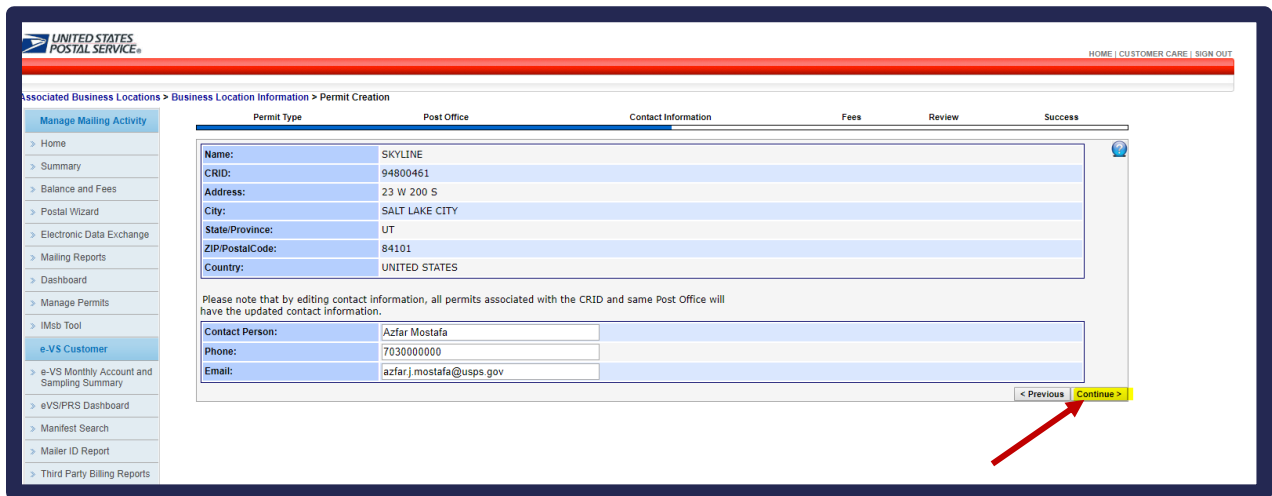 UNITED STATES
POSTAL SERVICE®
HOME | CUSTOMER CARE | SIGN OUT
Associated Business Locations > Business Location Information > Permit Creation
Manage Mailing Activity
> Home
> Summary
> Balance and Fees
> Postal Wizard
> Electronic Data Exchange
> Mailing Reports
> Dashboard
> Manage Permits
> IMsb Tool
e-VS Customer
> e-VS Monthly Account and
Sampling Summary
> eVS/PRS Dashboard
> Manifest Search
> Mailer ID Report
> Third Party Billing Reports
Permit Type Post Office Contact Information Fees Review Success
?
Name: SKYLINE
CRID: 94800461
Address: 23 W 200 S
City: SALT LAKE CITY
State/Province: UT
ZIP/PostalCode: 84101
Country: UNITED STATES
Please note that by editing contact information, all permits associated with the CRID and same Post Office will
have the updated contact information.
Contact Person: Azfar Mostafa
Phone: 7030000000
Email: azfar.j.mostafa@usps.gov
< Previous Continue >